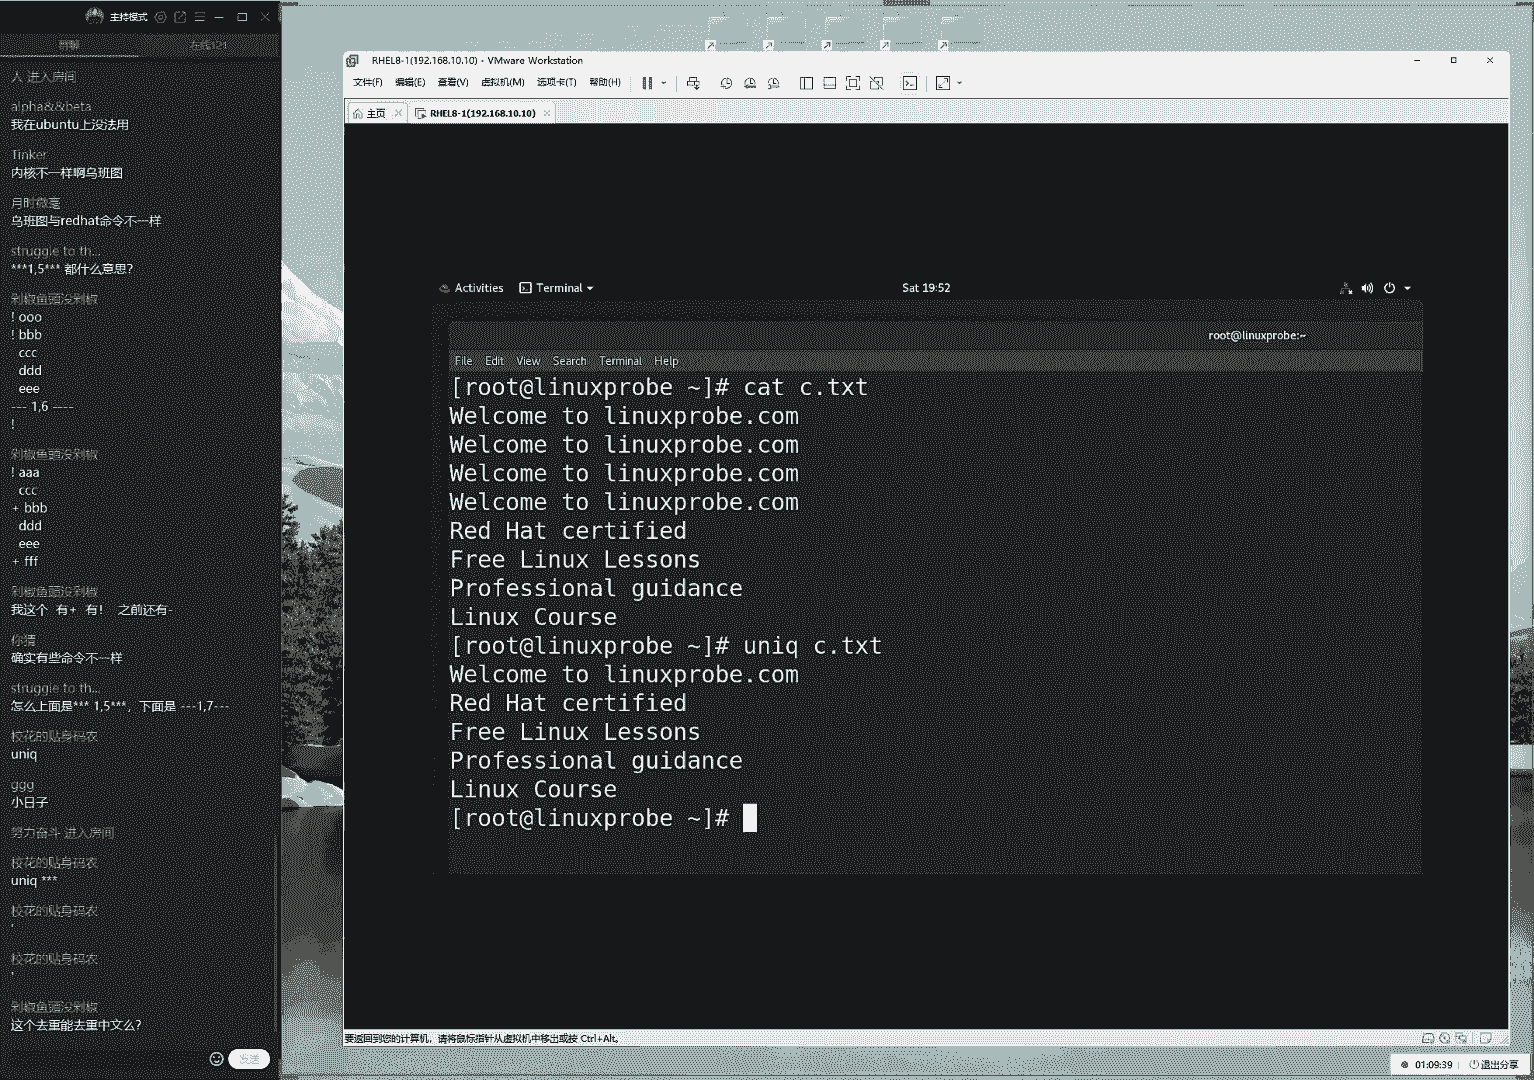 主持模式
群聊
在线121
人 进入房间
alpha&&beta
我在ubuntu上没法用
Tinker
内核不一样啊乌班图
月时微毫
乌班图与redhat命令不一样
struggle to th...
***1,5*** 都什么意思?
剁椒鱼頭没剁椒
! ooo
! bbb
ccc
ddd
eee
--- 1,6 ----
!
剁椒鱼頭没剁椒
! aaa
ccc
+ bbb
ddd
eee
+ fff
剁椒鱼頭没剁椒
我这个 有+ 有! 之前还有-
你猜
确实有些命令不一样
struggle to th...
怎么上面是*** 1,5***, 下面是 ---1,7---
校花的贴身码农
uniq
ggg
小日子
努力奋斗 进入房间
校花的贴身码农
uniq ***
校花的贴身码农
'
校花的贴身码农
'
剁椒鱼頭没剁椒
这个去重能去重中文么?
发送
RHEL8-1(192.168.10.10) - VMware Workstation
文件(F) 编辑(E) 查看(V) 虚拟机(M) 选项卡(T) 帮助(H)
主页
RHEL8-1(192.168.10.10)
Activities
Terminal
Sat 19:52
root@linuxprobe:~
File Edit View Search Terminal Help
[root@linuxprobe ~]# cat c.txt
Welcome to linuxprobe.com
Welcome to linuxprobe.com
Welcome to linuxprobe.com
Welcome to linuxprobe.com
Red Hat certified
Free Linux Lessons
Professional guidance
Linux Course
[root@linuxprobe ~]# uniq c.txt
Welcome to linuxprobe.com
Red Hat certified
Free Linux Lessons
Professional guidance
Linux Course
[root@linuxprobe ~]#
要返回到您的计算机，请将鼠标指针从虚拟机中移出或按 Ctrl+Alt。
01:09:39
退出分享